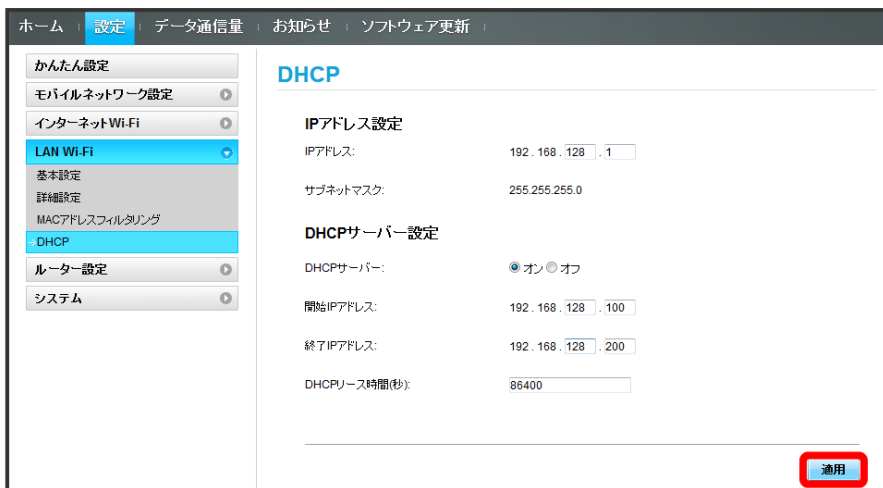 ホーム 設定 データ通信量 お知らせ ソフトウェア更新
かんたん設定
モバイルネットワーク設定
インターネットWi-Fi
LAN Wi-Fi
基本設定
詳細設定
MACアドレスフィルタリング
DHCP
ルーター設定
システム
DHCP
IPアドレス設定
IPアドレス: 192.168.128.1
サブネットマスク: 255.255.255.0
DHCPサーバー設定
DHCPサーバー: オン オフ
開始IPアドレス: 192.168.128.100
終了IPアドレス: 192.168.128.200
DHCPリース時間(秒): 86400
適用